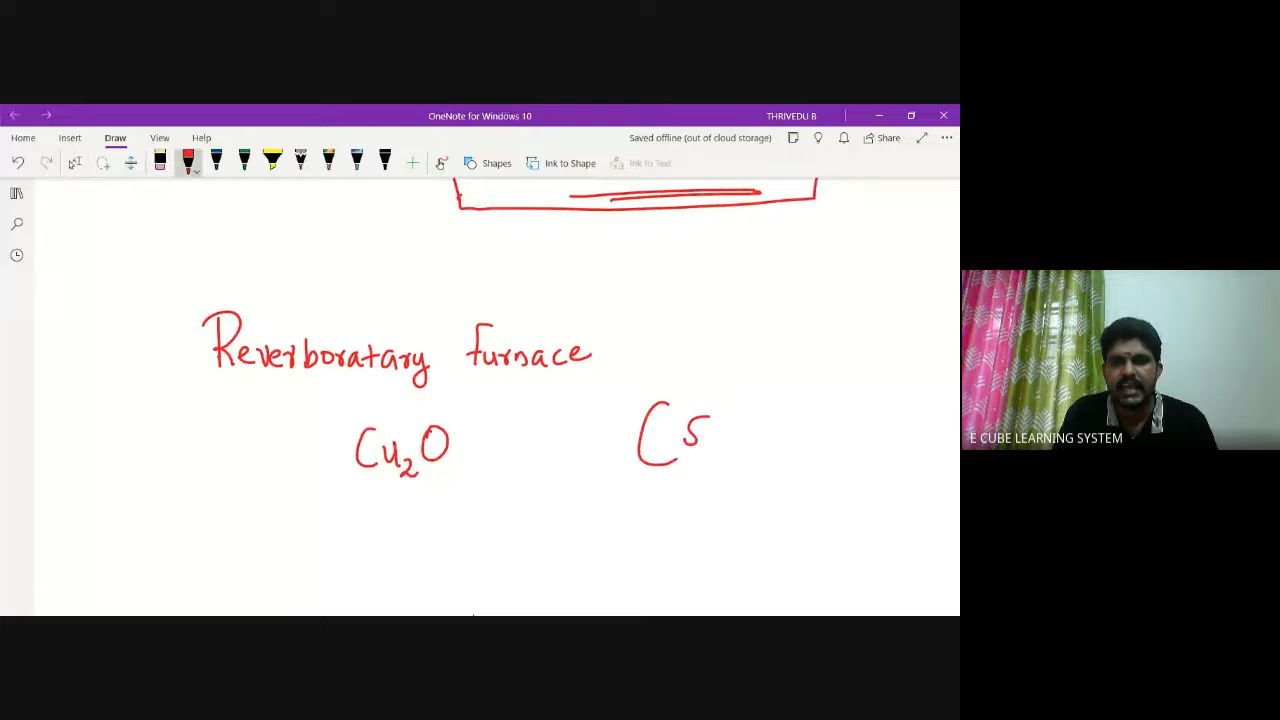 OneNote for Windows 10
THRIVEDU B
Home Insert Draw View Help
Saved offline (out of cloud storage)
Share
Shapes
Ink to Shape
Ink to Text
Reverboratary furnace
Cu₂O
(5
E CUBE LEARNING SYSTEM